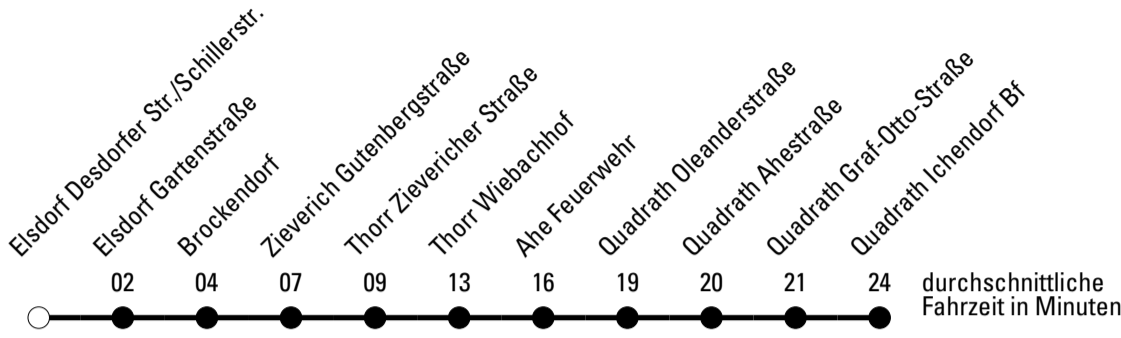 Elsdorf Desdorfer Str./Schillerstr.
Elsdorf Gartenstraße
Brockendorf
Zieverich Gutenbergstraße
Thorr Zievericher Straße
Thorr Wiebachhof
Ahe Feuerwehr
Quadrath Oleanderstraße
Quadrath Ahestraße
Quadrath Graf-Otto-Straße
Quadrath Ichendorf Bf
02 04 07 09 13 16 19 20 21 24
durchschnittliche
Fahrzeit in Minuten